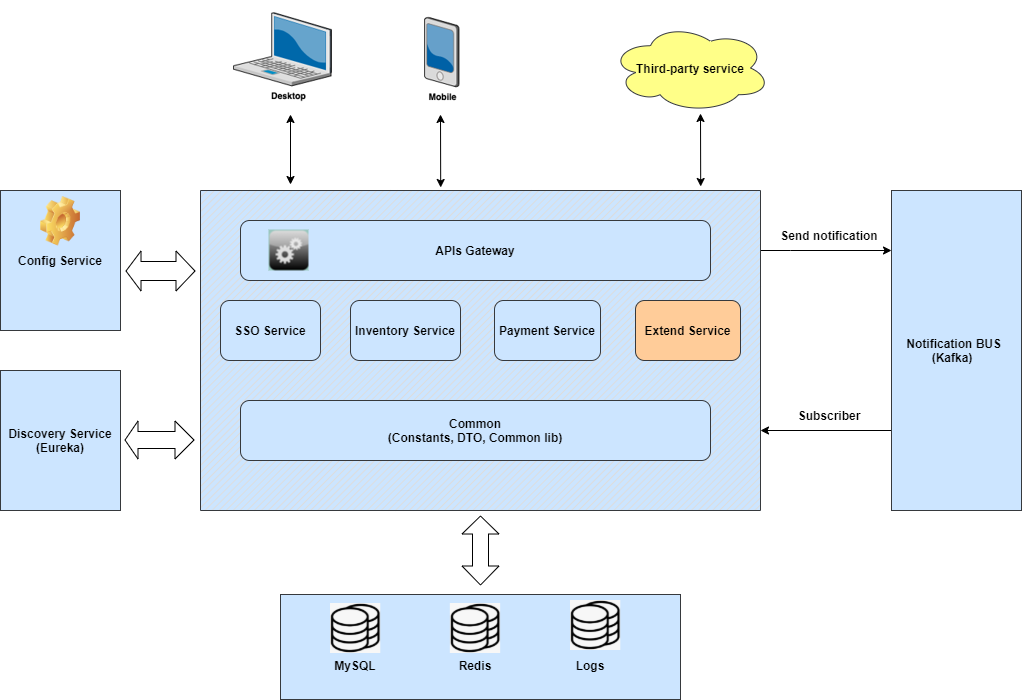 Desktop
Mobile
Third-party service
Config Service
APIs Gateway
Send notification
SSO Service
Inventory Service
Payment Service
Extend Service
Notification BUS
(Kafka)
Discovery Service
(Eureka)
Common
(Constants, DTO, Common lib)
Subscriber
MySQL
Redis
Logs